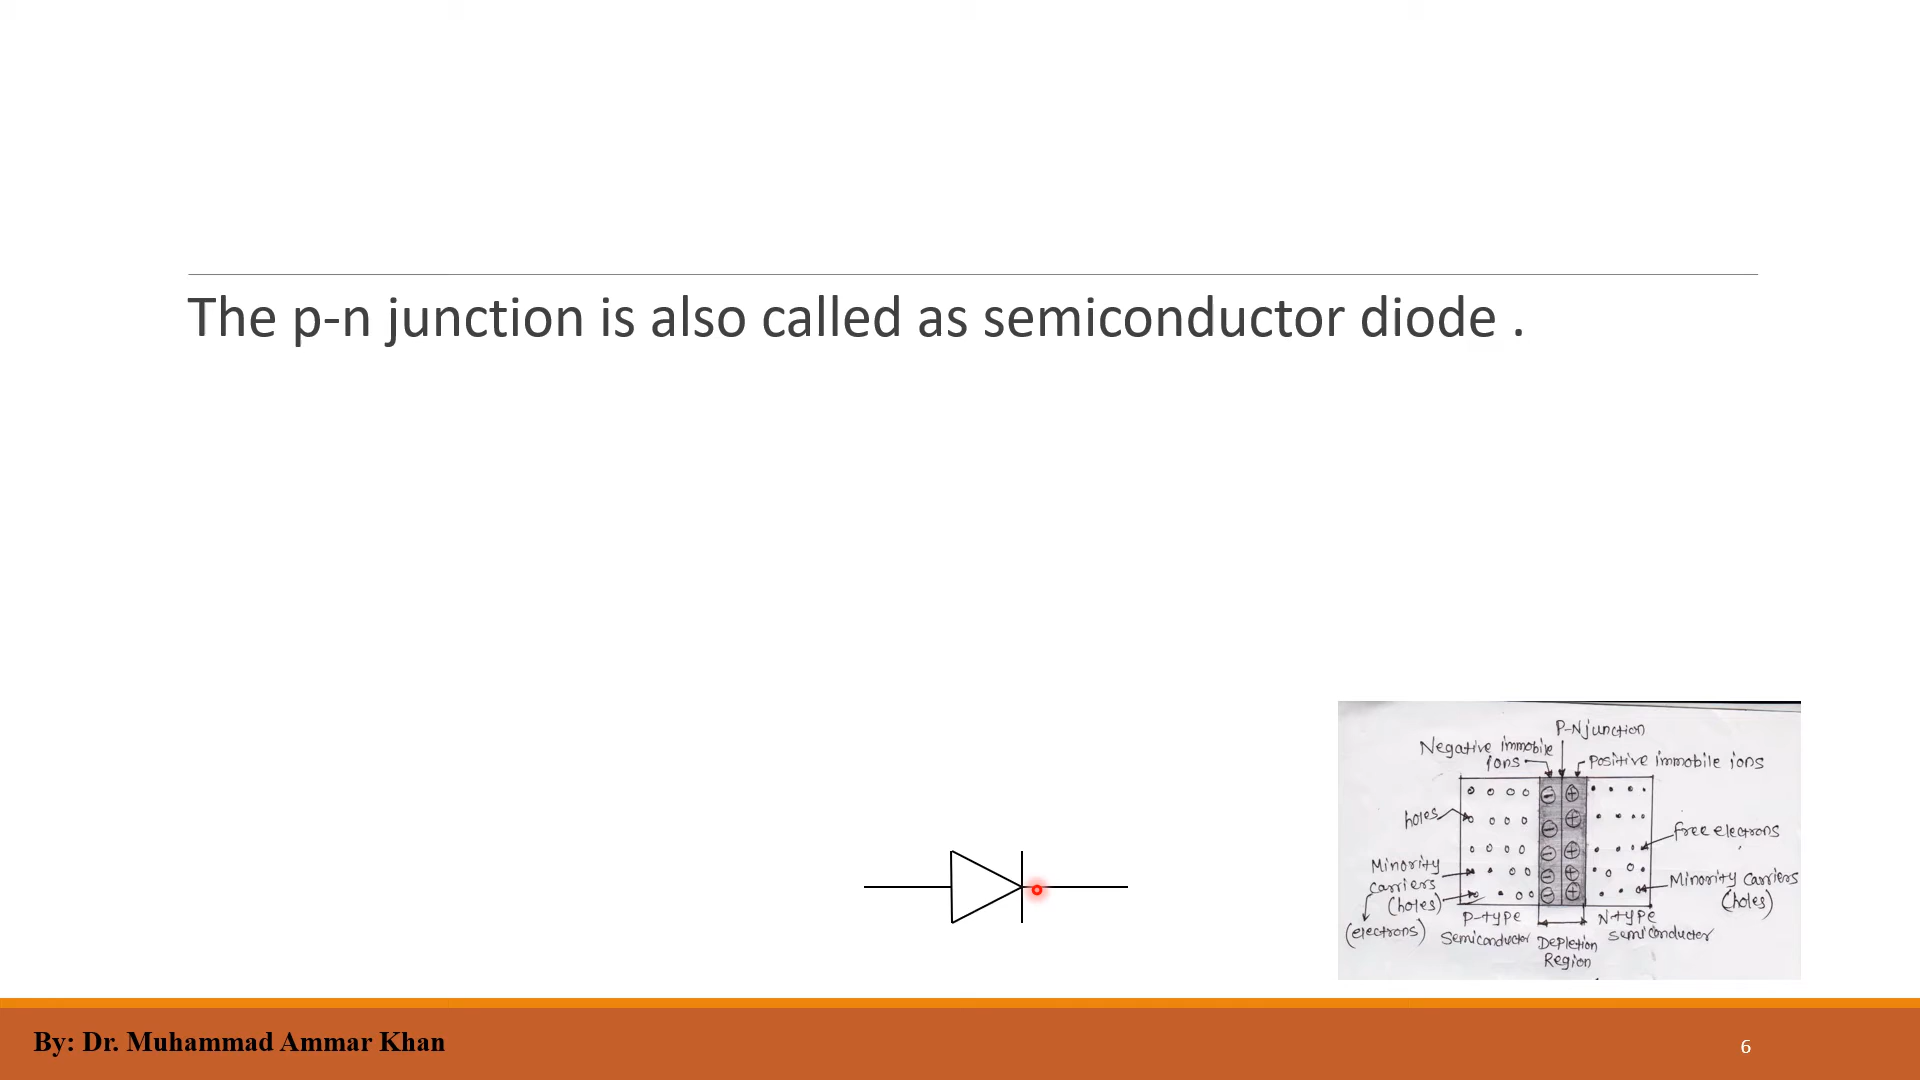 The p-n junction is also called as semiconductor diode .
P-N junction
Negative immobile
ions
positive immobile ions
holes
free electrons
Minority
carriers
(holes)
(electrons)
Minority carriers
(holes)
P-type
semiconductor
Depletion
Region
N-type
semiconductor
By: Dr. Muhammad Ammar Khan
6